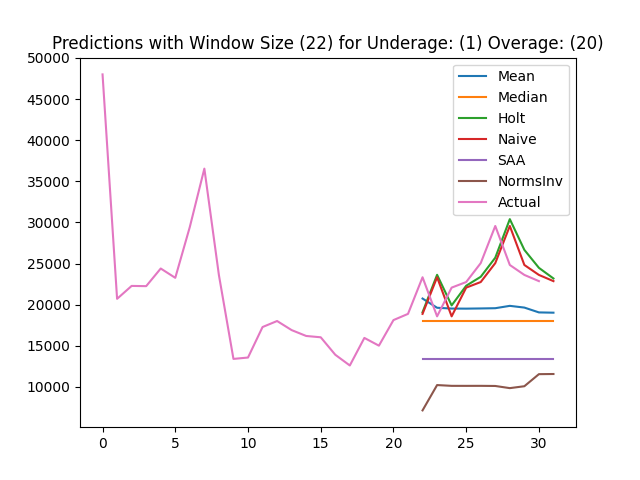 Predictions with Window Size (22) for Underage: (1) Overage: (20)
50000
45000
40000
35000
30000
25000
20000
15000
10000
Mean
Median
Holt
Naive
SAA
NormsInv
Actual
0 5 10 15 20 25 30